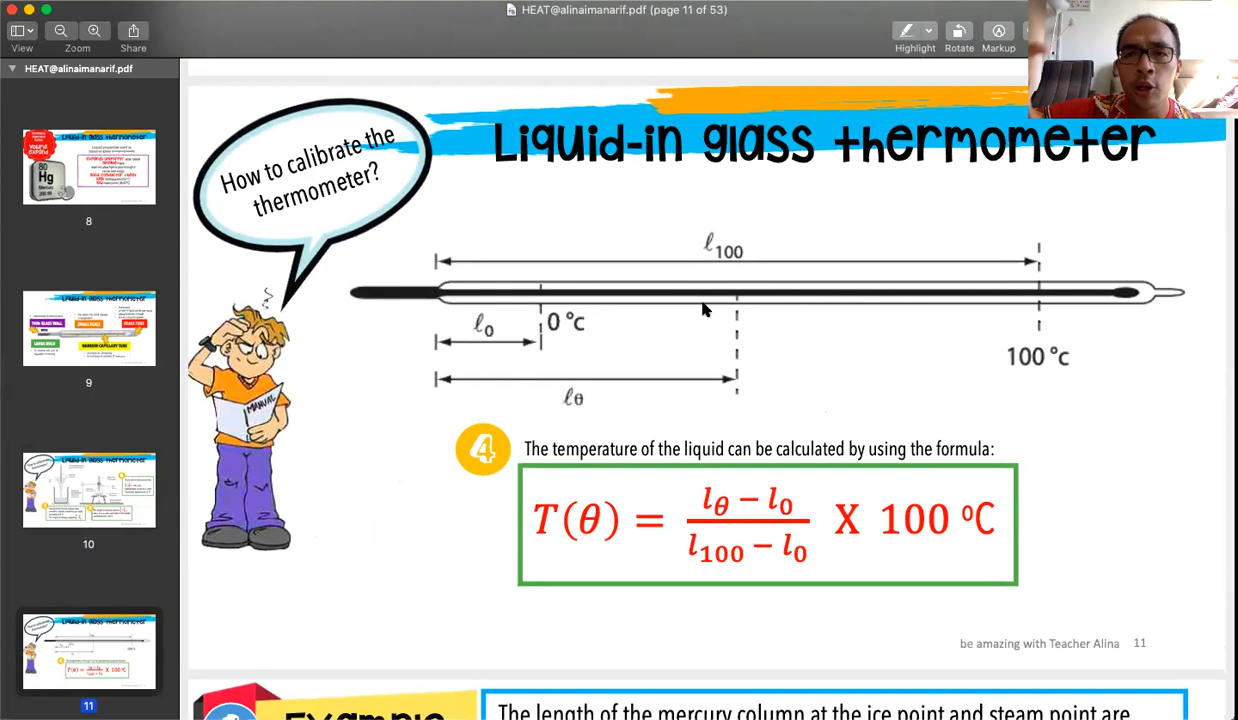 HEAT@alinaimanarif.pdf (page 11 of 53)
View
Zoom
Share
Highlight
Rotate
Markup
HEAT@alinaimanarif.pdf
8
9
10
11
Liquid-in glass thermometer
How to calibrate the
thermometer?
ℓ100
ℓ0
0 °c
100 °c
ℓθ
MANUAL
4
The temperature of the liquid can be calculated by using the formula:
T(θ) = (lθ − l0) / (l100 − l0) X 100 ⁰C
be amazing with Teacher Alina 11
Example
The length of the mercury column at the ice point and steam point are